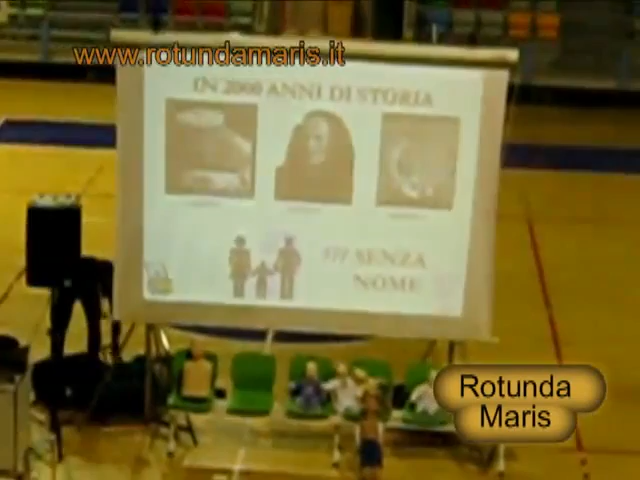 www.rotundamaris.it
IN 2000 ANNI DI STORIA
??? SENZA
NOME
Rotunda
Maris